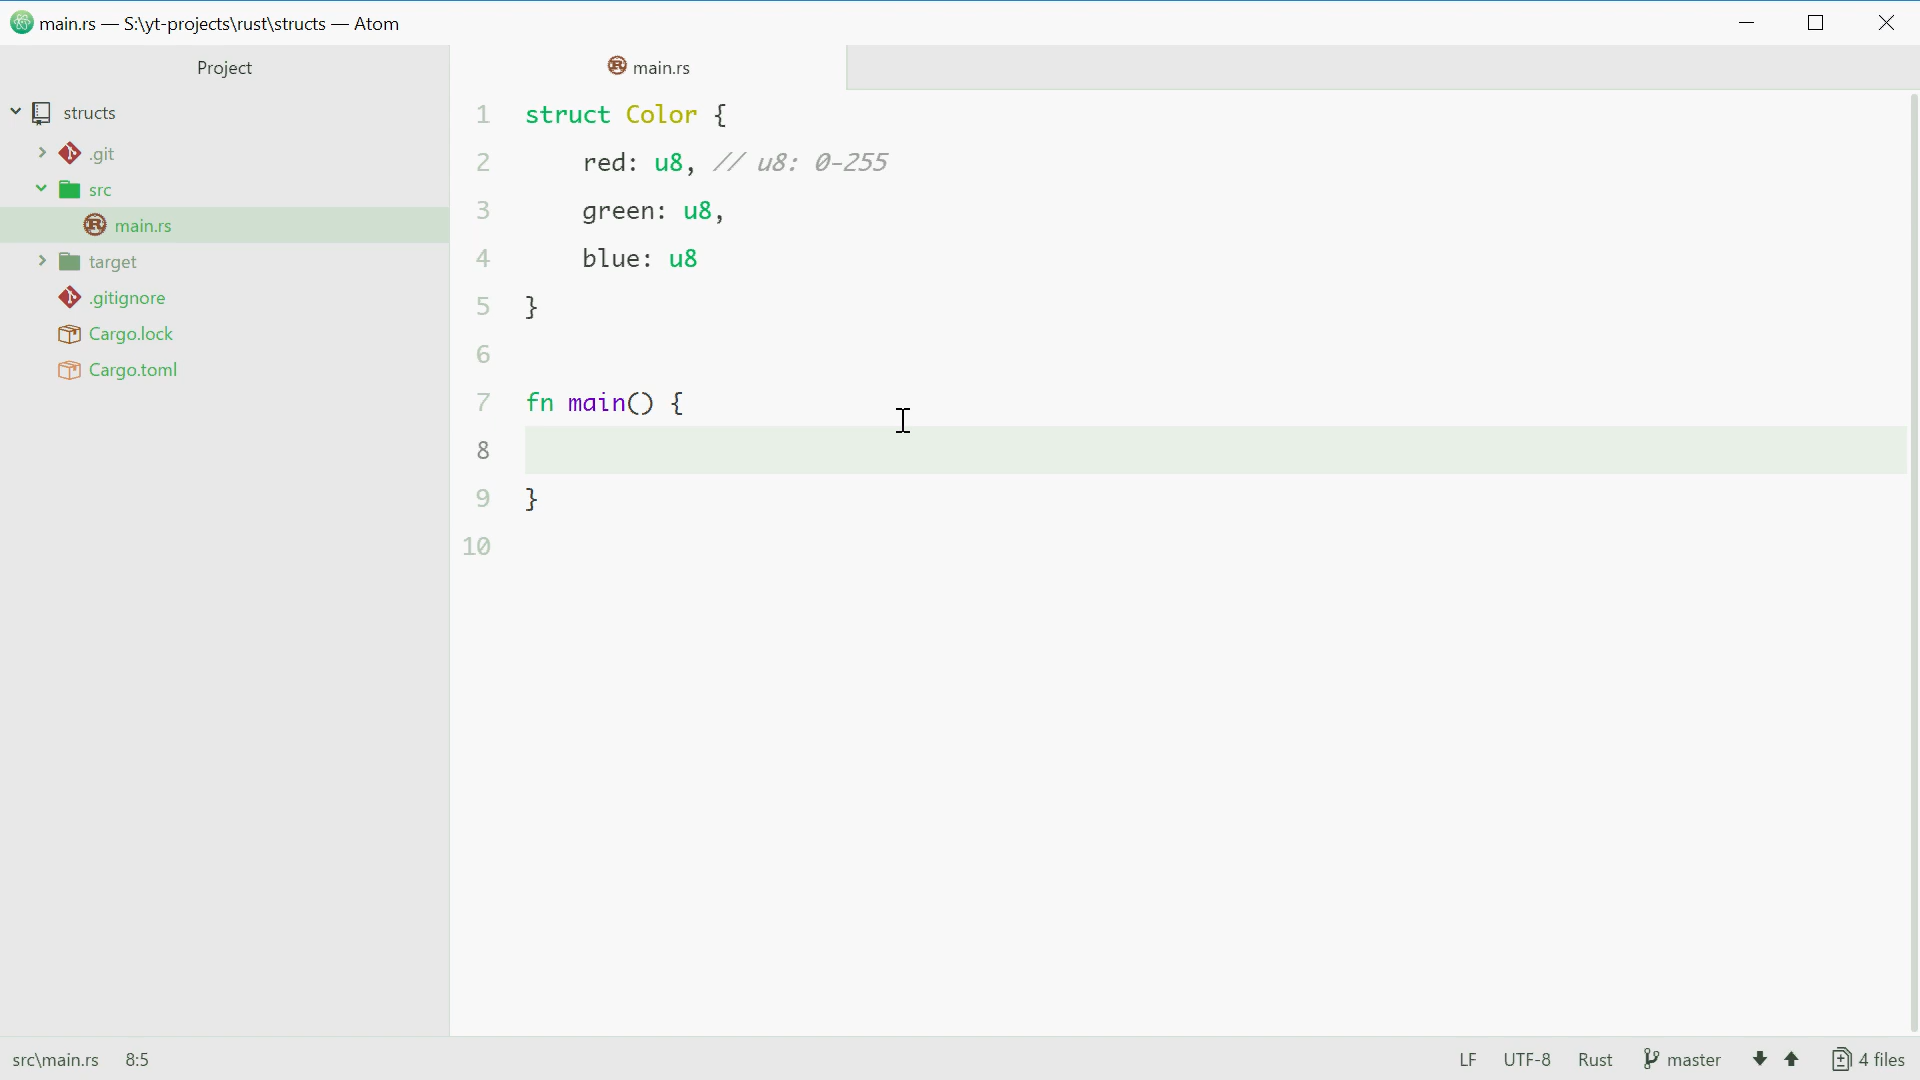 main.rs — S:\yt-projects\rust\structs — Atom
Project
main.rs
structs
.git
src
main.rs
target
.gitignore
Cargo.lock
Cargo.toml
1 struct Color {
2 red: u8, // u8: 0-255
3 green: u8,
4 blue: u8
5 }
6
7 fn main() {
8
9 }
10
src\main.rs 8:5 LF UTF-8 Rust master 4 files